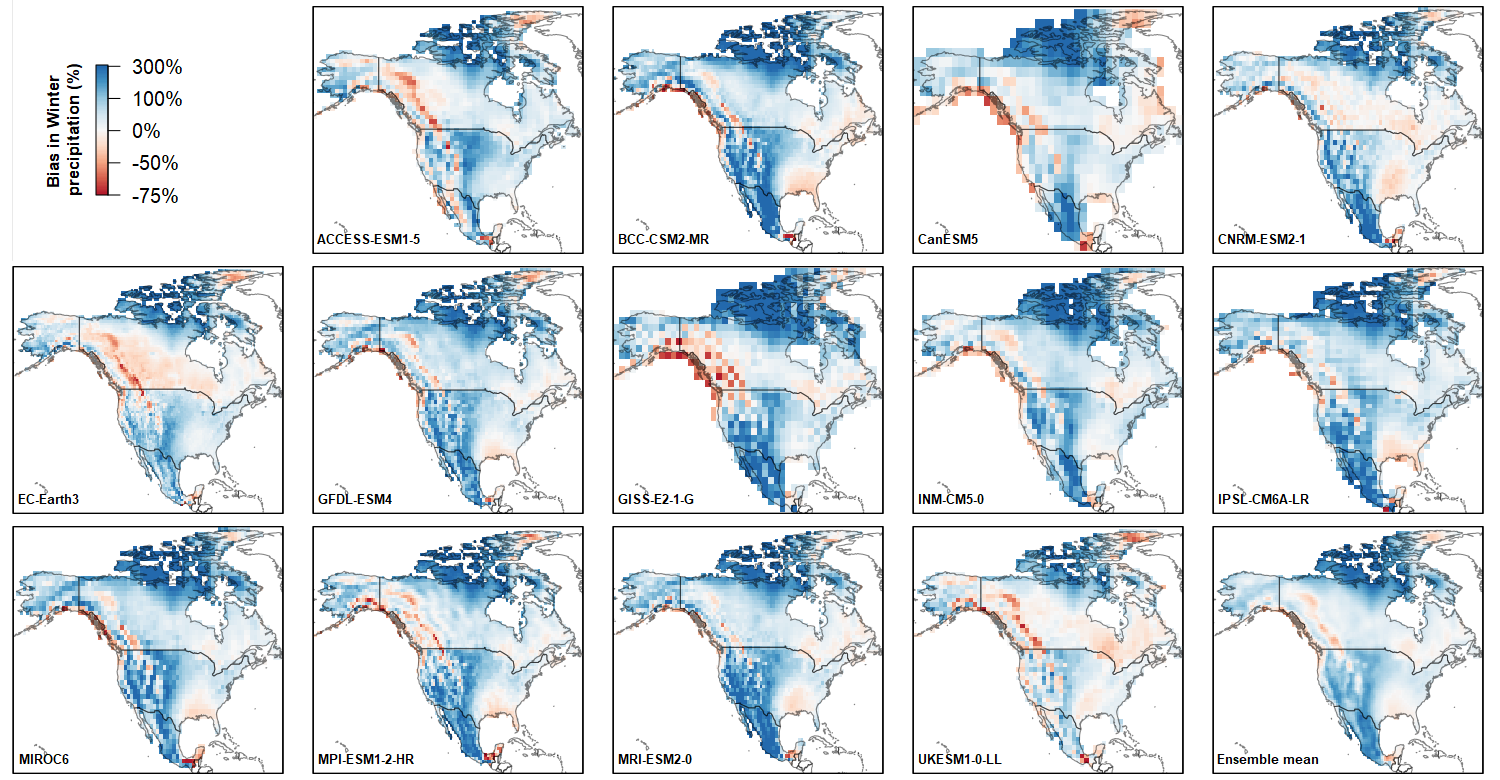 Bias in Winter
precipitation (%)
300%
100%
0%
-50%
-75%
ACCESS-ESM1-5
BCC-CSM2-MR
CanESM5
CNRM-ESM2-1
EC-Earth3
GFDL-ESM4
GISS-E2-1-G
INM-CM5-0
IPSL-CM6A-LR
MIROC6
MPI-ESM1-2-HR
MRI-ESM2-0
UKESM1-0-LL
Ensemble mean